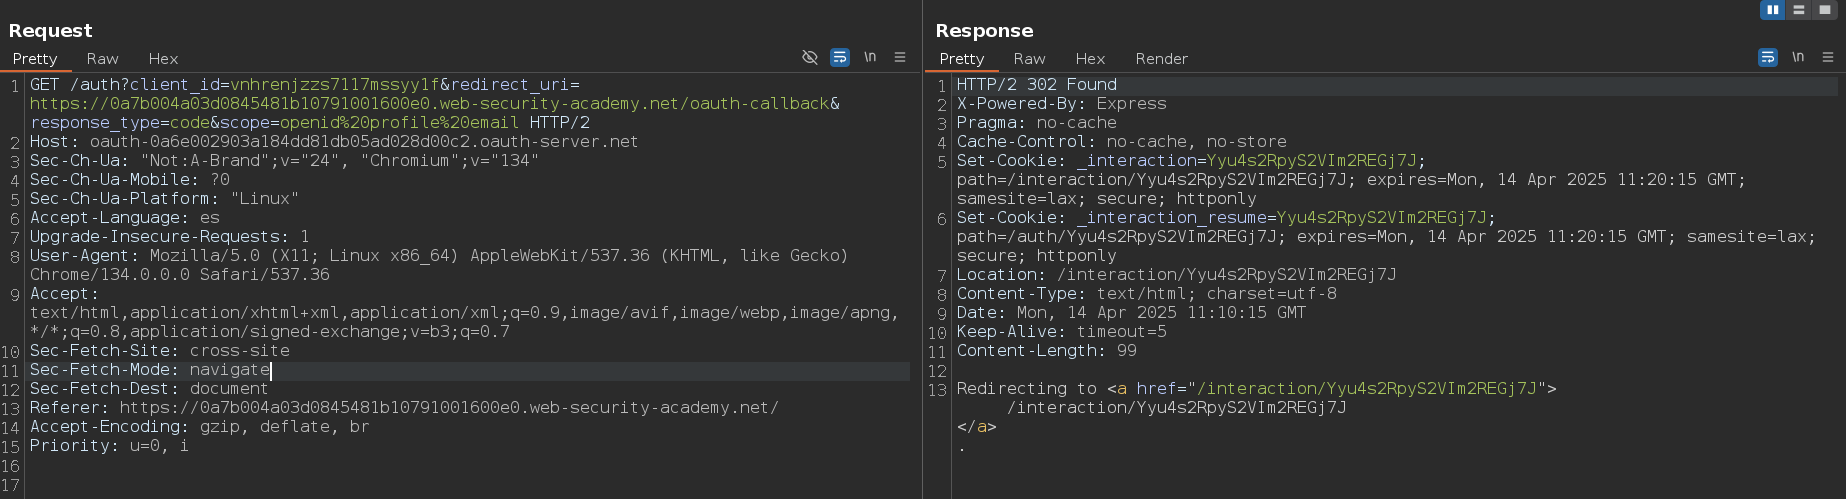 Request
Pretty Raw Hex \n
1 GET /auth?client_id=vnhrenjzzs7117mssyy1f&redirect_uri=
https://0a7b004a03d0845481b10791001600e0.web-security-academy.net/oauth-callback&
response_type=code&scope=openid%20profile%20email HTTP/2
2 Host: oauth-0a6e002903a184dd81db05ad028d00c2.oauth-server.net
3 Sec-Ch-Ua: "Not:A-Brand";v="24", "Chromium";v="134"
4 Sec-Ch-Ua-Mobile: ?0
5 Sec-Ch-Ua-Platform: "Linux"
6 Accept-Language: es
7 Upgrade-Insecure-Requests: 1
8 User-Agent: Mozilla/5.0 (X11; Linux x86_64) AppleWebKit/537.36 (KHTML, like Gecko)
Chrome/134.0.0.0 Safari/537.36
9 Accept:
text/html,application/xhtml+xml,application/xml;q=0.9,image/avif,image/webp,image/apng,
*/*;q=0.8,application/signed-exchange;v=b3;q=0.7
10 Sec-Fetch-Site: cross-site
11 Sec-Fetch-Mode: navigate
12 Sec-Fetch-Dest: document
13 Referer: https://0a7b004a03d0845481b10791001600e0.web-security-academy.net/
14 Accept-Encoding: gzip, deflate, br
15 Priority: u=0, i
16
17
Response
Pretty Raw Hex Render \n
1 HTTP/2 302 Found
2 X-Powered-By: Express
3 Pragma: no-cache
4 Cache-Control: no-cache, no-store
5 Set-Cookie: _interaction=Yyu4s2RpyS2VIm2REGj7J;
path=/interaction/Yyu4s2RpyS2VIm2REGj7J; expires=Mon, 14 Apr 2025 11:20:15 GMT;
samesite=lax; secure; httponly
6 Set-Cookie: _interaction_resume=Yyu4s2RpyS2VIm2REGj7J;
path=/auth/Yyu4s2RpyS2VIm2REGj7J; expires=Mon, 14 Apr 2025 11:20:15 GMT; samesite=lax;
secure; httponly
7 Location: /interaction/Yyu4s2RpyS2VIm2REGj7J
8 Content-Type: text/html; charset=utf-8
9 Date: Mon, 14 Apr 2025 11:10:15 GMT
10 Keep-Alive: timeout=5
11 Content-Length: 99
12
13 Redirecting to <a href="/interaction/Yyu4s2RpyS2VIm2REGj7J">
/interaction/Yyu4s2RpyS2VIm2REGj7J
</a>
.